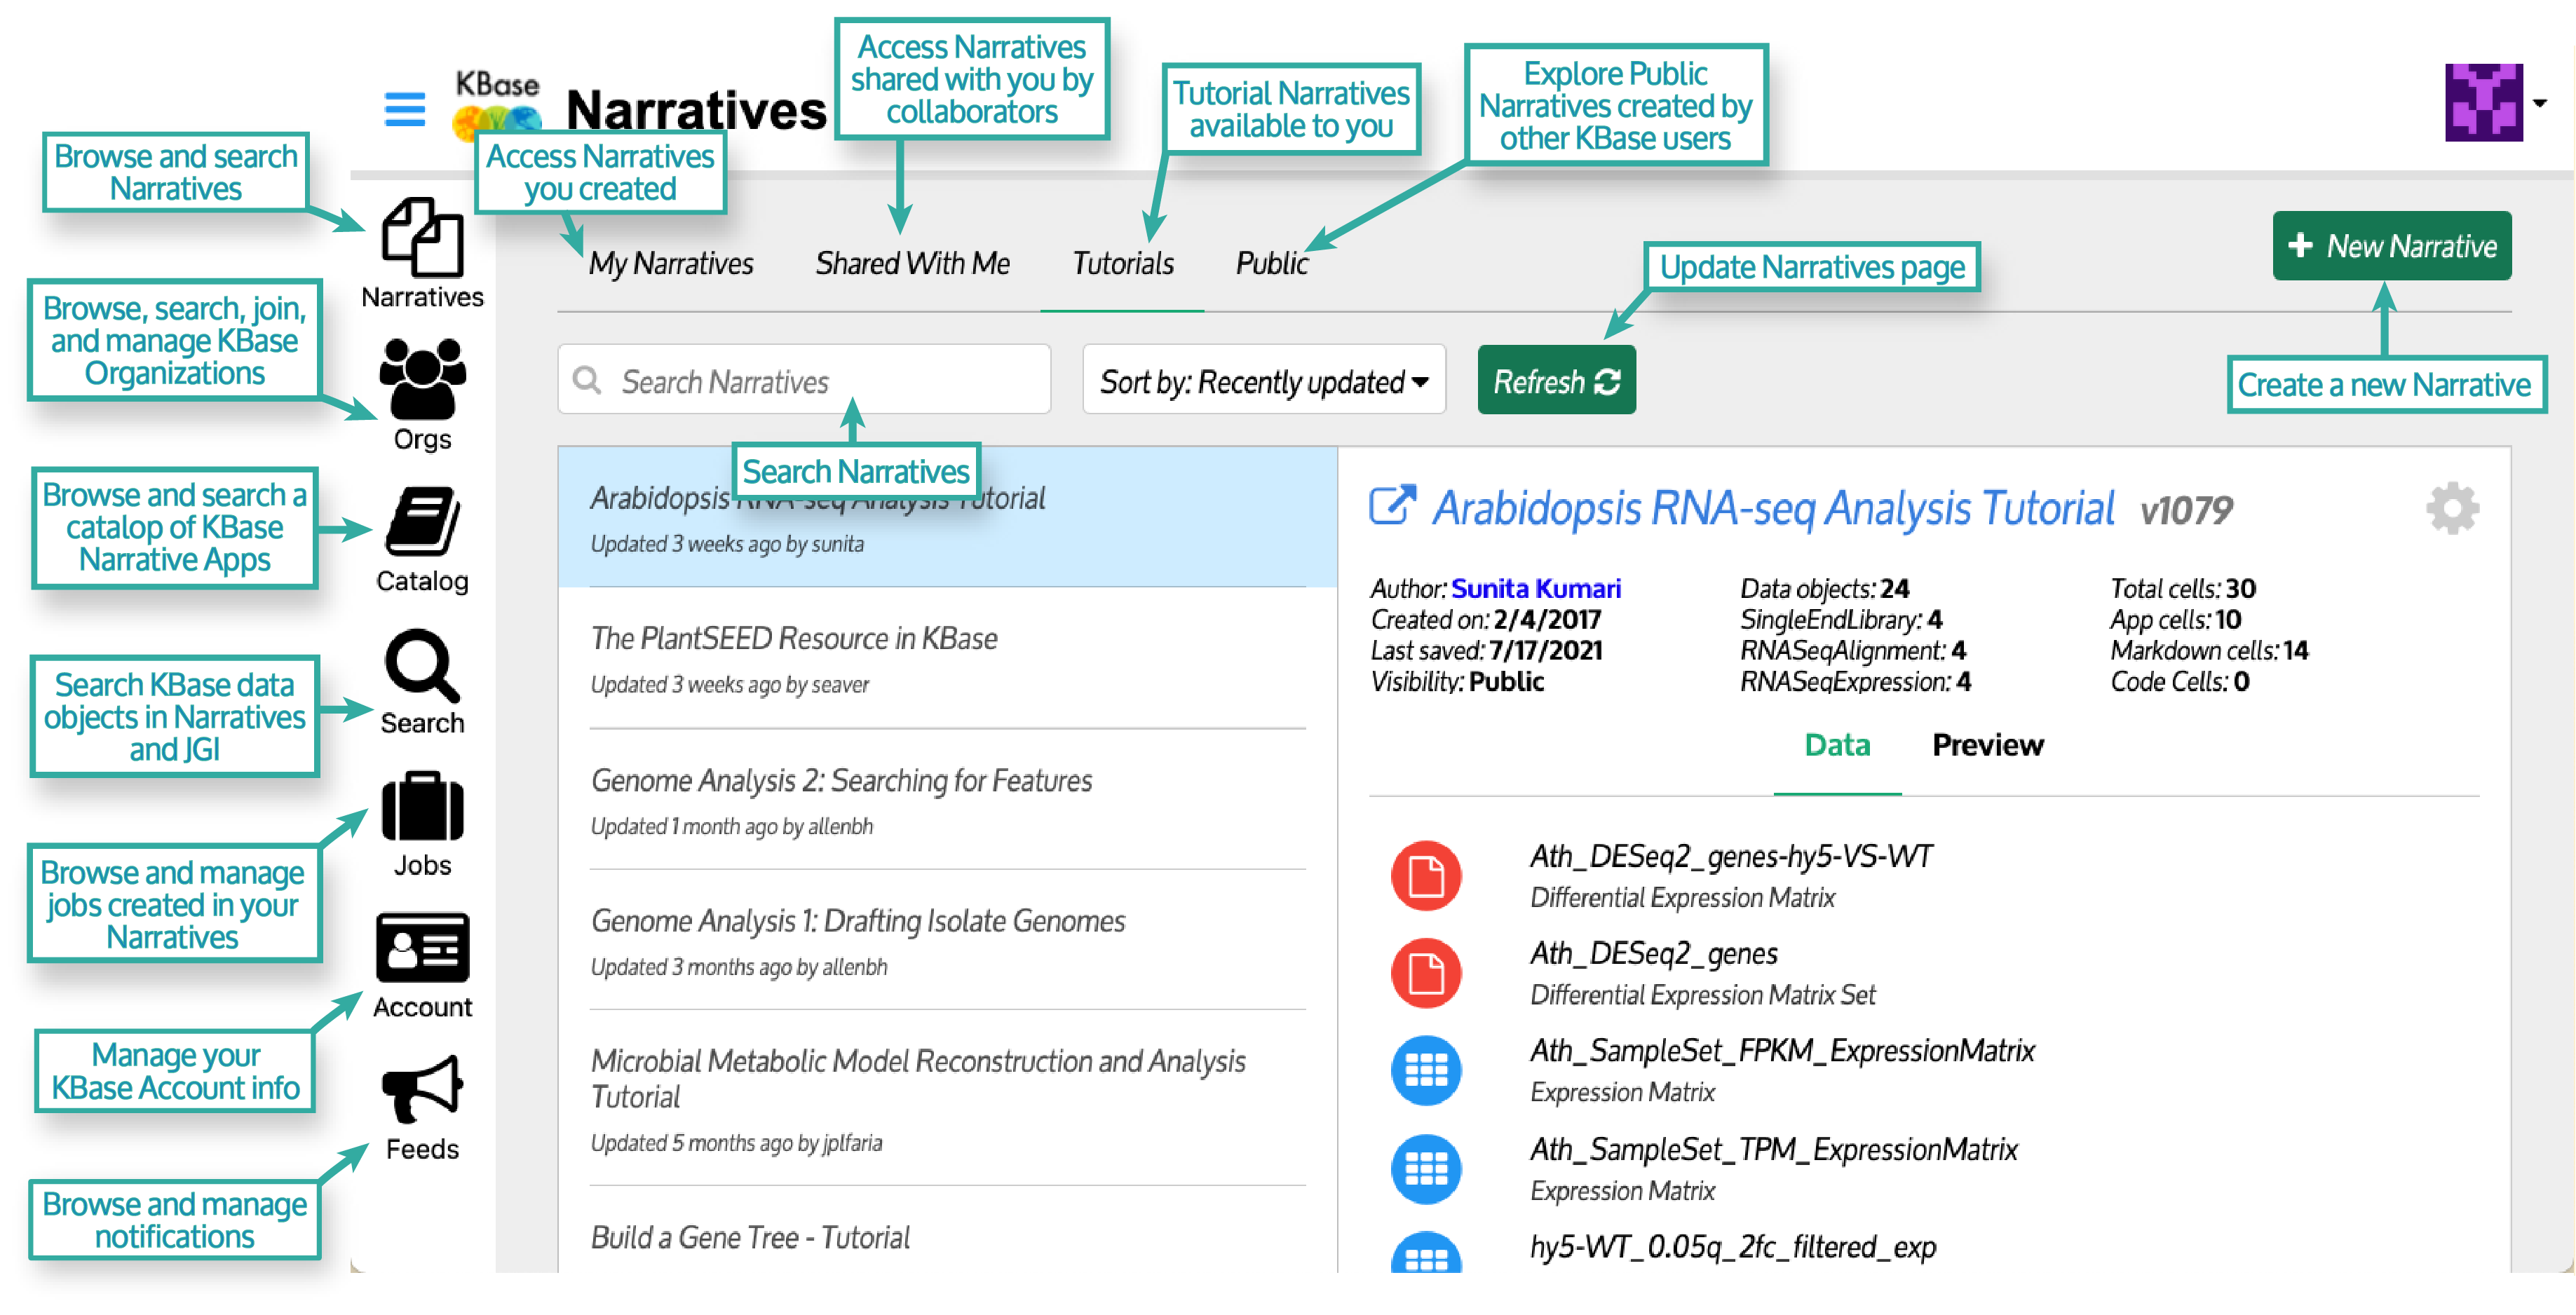 KBase
Narratives
Access Narratives
shared with you by
collaborators
Tutorial Narratives
available to you
Explore Public
Narratives created by
other KBase users
Browse and search
Narratives
Access Narratives
you created
Narratives
My Narratives
Shared With Me
Tutorials
Public
Update Narratives page
New Narrative
Browse, search, join,
and manage KBase
Organizations
Orgs
Search Narratives
Sort by: Recently updated
Refresh
Create a new Narrative
Search Narratives
Browse and search a
catalop of KBase
Narrative Apps
Catalog
Search KBase data
objects in Narratives
and JGI
Search
Browse and manage
jobs created in your
Narratives
Jobs
Manage your
KBase Account info
Account
Browse and manage
notifications
Feeds
Arabidopsis RNA-seq Analysis Tutorial
Updated 3 weeks ago by sunita
The PlantSEED Resource in KBase
Updated 3 weeks ago by seaver
Genome Analysis 2: Searching for Features
Updated 1 month ago by allenbh
Genome Analysis 1: Drafting Isolate Genomes
Updated 3 months ago by allenbh
Microbial Metabolic Model Reconstruction and Analysis
Tutorial
Updated 5 months ago by jplfaria
Build a Gene Tree - Tutorial
Arabidopsis RNA-seq Analysis Tutorial v1079
Author: Sunita Kumari
Created on: 2/4/2017
Last saved: 7/17/2021
Visibility: Public
Data objects: 24
SingleEndLibrary: 4
RNASeqAlignment: 4
RNASeqExpression: 4
Total cells: 30
App cells: 10
Markdown cells: 14
Code Cells: 0
Data
Preview
Ath_DESeq2_genes-hy5-VS-WT
Differential Expression Matrix
Ath_DESeq2_genes
Differential Expression Matrix Set
Ath_SampleSet_FPKM_ExpressionMatrix
Expression Matrix
Ath_SampleSet_TPM_ExpressionMatrix
Expression Matrix
hy5-WT_0.05q_2fc_filtered_exp